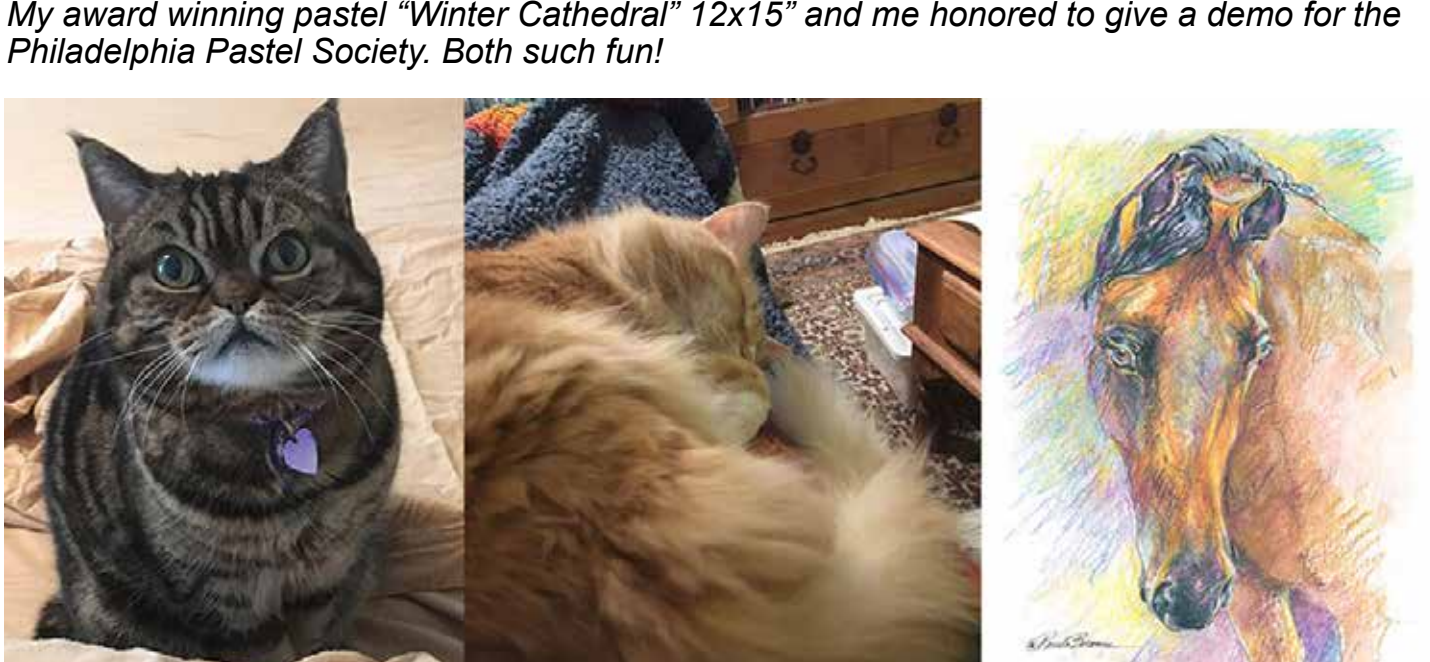 My award winning pastel “Winter Cathedral” 12x15” and me honored to give a demo for the
Philadelphia Pastel Society. Both such fun!